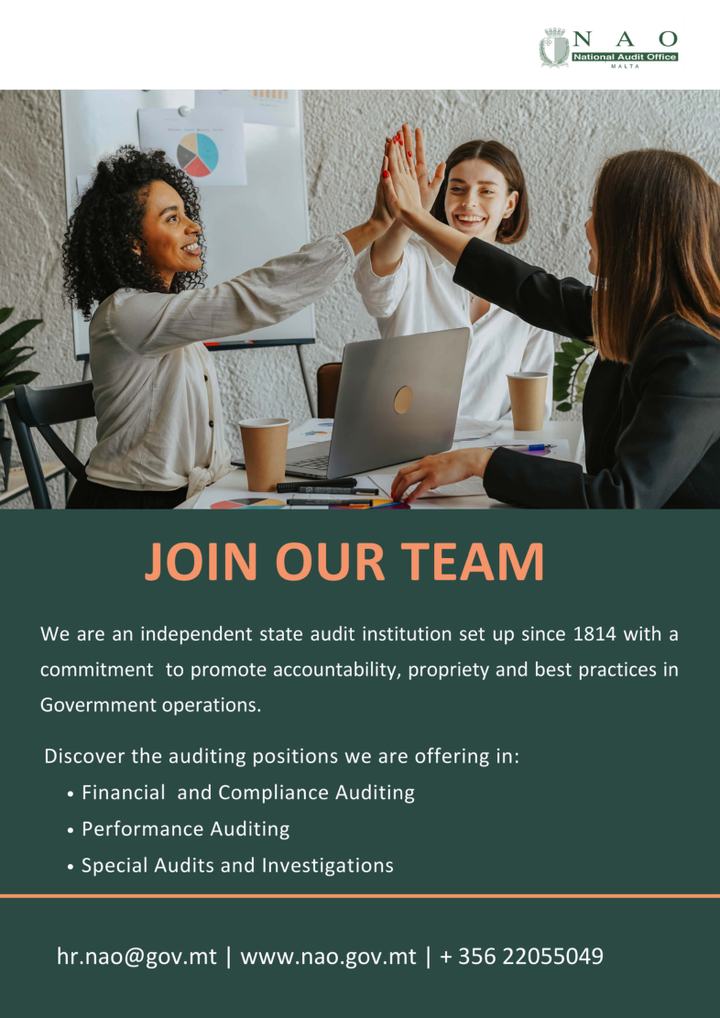 N A O
National Audit Office
MALTA
JOIN OUR TEAM
We are an independent state audit institution set up since 1814 with a
commitment  to promote accountability, propriety and best practices in
Govermment operations.
Discover the auditing positions we are offering in:
• Financial  and Compliance Auditing
• Performance Auditing
• Special Audits and Investigations
hr.nao@gov.mt | www.nao.gov.mt | + 356 22055049